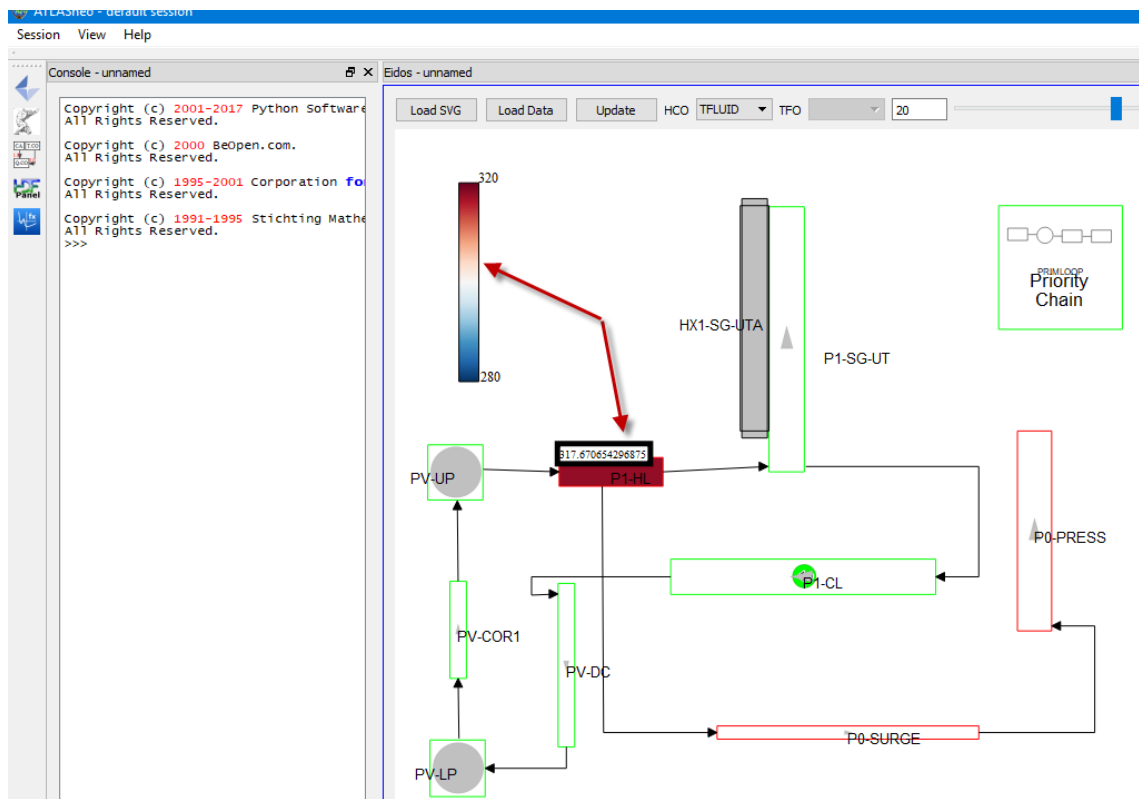 ATLASneo - default session
Session View Help
Console - unnamed
Eidos - unnamed
Copyright (c) 2001-2017 Python Software
All Rights Reserved.
Copyright (c) 2000 BeOpen.com.
All Rights Reserved.
Copyright (c) 1995-2001 Corporation for
All Rights Reserved.
Copyright (c) 1991-1995 Stichting Mathe
All Rights Reserved.
>>>
Panel
Load SVG Load Data Update HCO TFLUID TFO 20
320
280
HX1-SG-UTA
P1-SG-UT
PRIMLOOP
Priority
Chain
317.670654296875
P1-HL
PV-UP
P0-PRESS
P1-CL
PV-COR1
PV-DC
P0-SURGE
PV-LP